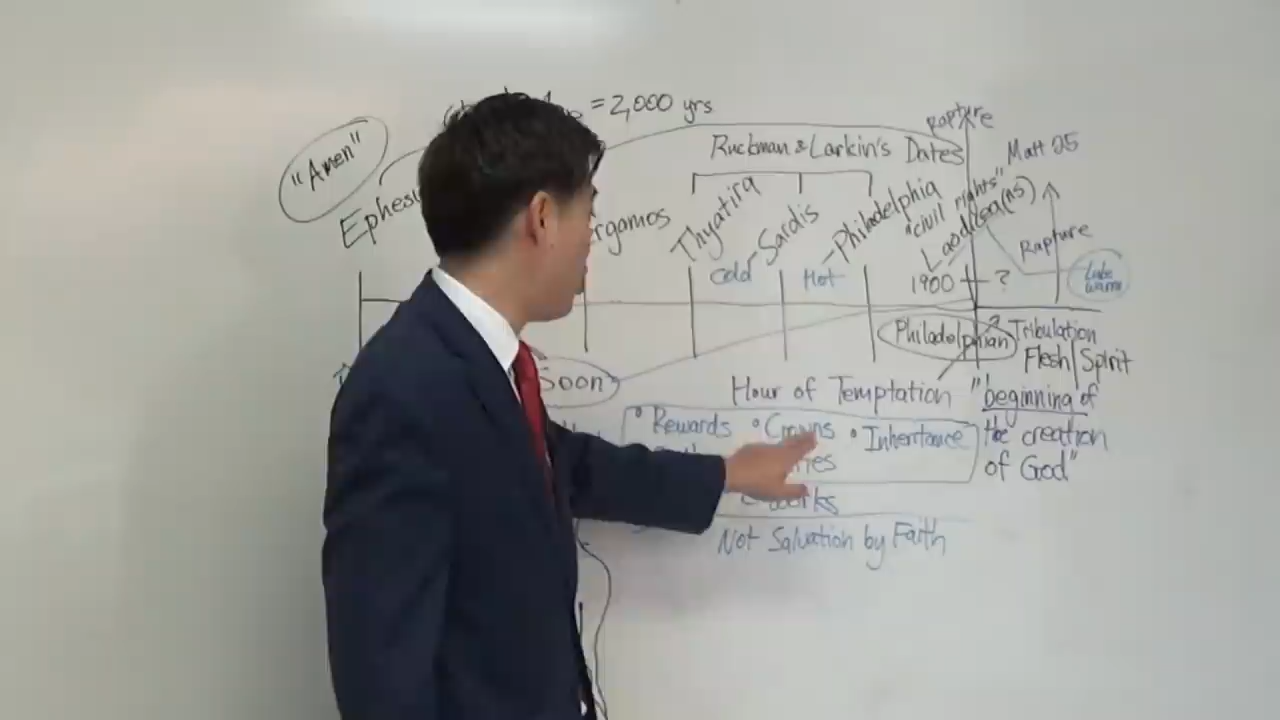 = 2,000 yrs
Rapture
"Amen"
Ruckman & Larkin's Dates
Matt 25
Thyatira
Sardis
Philadelphia
"civil rights"
Laodicea(ns)
Rapture
Cold
Hot
1900
?
Luke
warm
Philadelphian
Tribulation
Flesh | Spirit
Soon
Hour of Temptation
"beginning of
the creation
of God"
• Rewards • Crowns • Inheritance
Works
Not Salvation by Faith